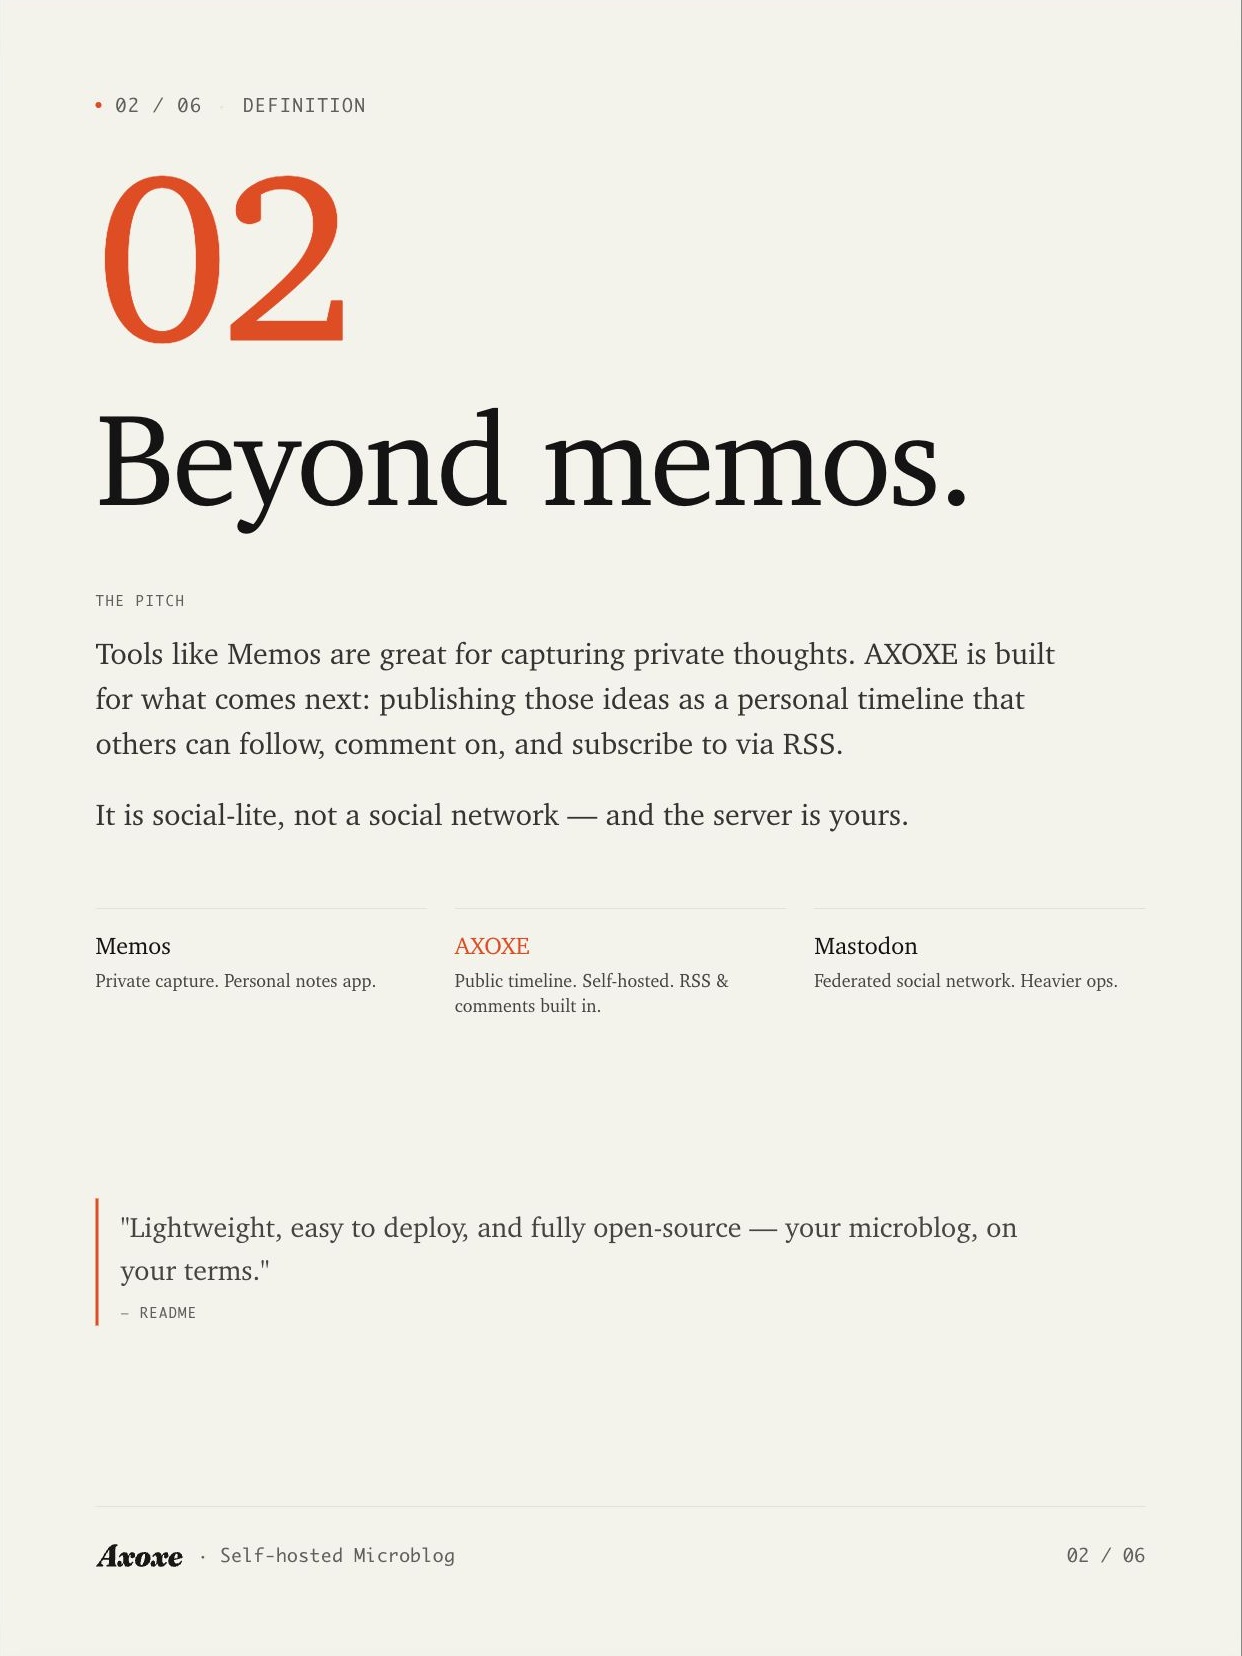 • 02 / 06 · DEFINITION
02
Beyond memos.
THE PITCH
Tools like Memos are great for capturing private thoughts. AXOXE is built
for what comes next: publishing those ideas as a personal timeline that
others can follow, comment on, and subscribe to via RSS.
It is social-lite, not a social network — and the server is yours.
Memos
Private capture. Personal notes app.
AXOXE
Public timeline. Self-hosted. RSS &
comments built in.
Mastodon
Federated social network. Heavier ops.
"Lightweight, easy to deploy, and fully open-source — your microblog, on
your terms."
— README
Axoxe · Self-hosted Microblog
02 / 06